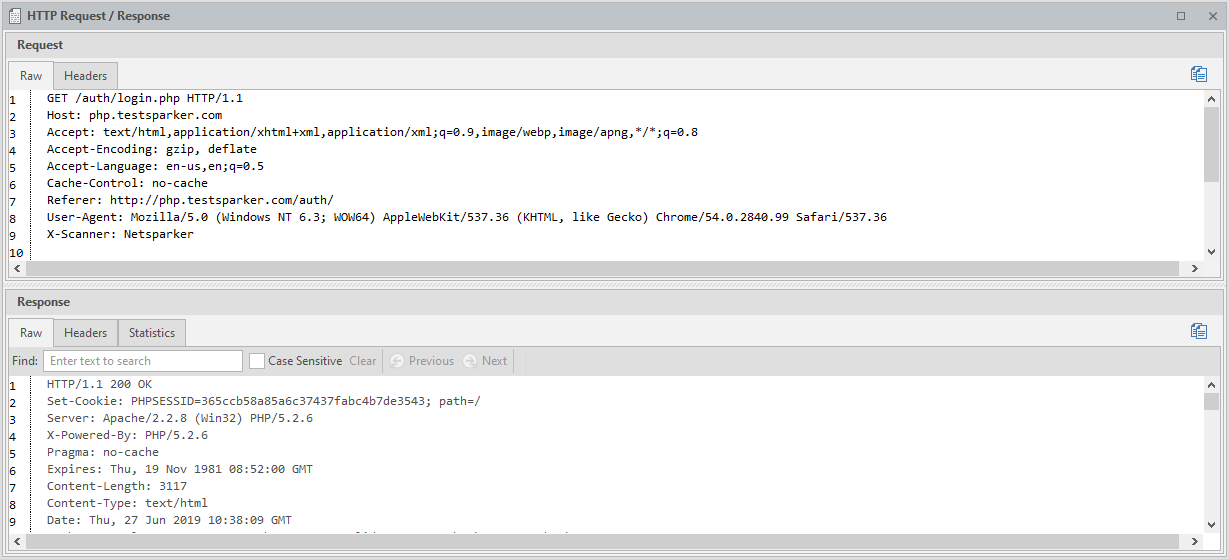 HTTP Request / Response
Request
Raw Headers
1 GET /auth/login.php HTTP/1.1
2 Host: php.testsparker.com
3 Accept: text/html,application/xhtml+xml,application/xml;q=0.9,image/webp,image/apng,*/*;q=0.8
4 Accept-Encoding: gzip, deflate
5 Accept-Language: en-us,en;q=0.5
6 Cache-Control: no-cache
7 Referer: http://php.testsparker.com/auth/
8 User-Agent: Mozilla/5.0 (Windows NT 6.3; WOW64) AppleWebKit/537.36 (KHTML, like Gecko) Chrome/54.0.2840.99 Safari/537.36
9 X-Scanner: Netsparker
10
Response
Raw Headers Statistics
Find: Enter text to search Case Sensitive Clear Previous Next
1 HTTP/1.1 200 OK
2 Set-Cookie: PHPSESSID=365ccb58a85a6c37437fabc4b7de3543; path=/
3 Server: Apache/2.2.8 (Win32) PHP/5.2.6
4 X-Powered-By: PHP/5.2.6
5 Pragma: no-cache
6 Expires: Thu, 19 Nov 1981 08:52:00 GMT
7 Content-Length: 3117
8 Content-Type: text/html
9 Date: Thu, 27 Jun 2019 10:38:09 GMT